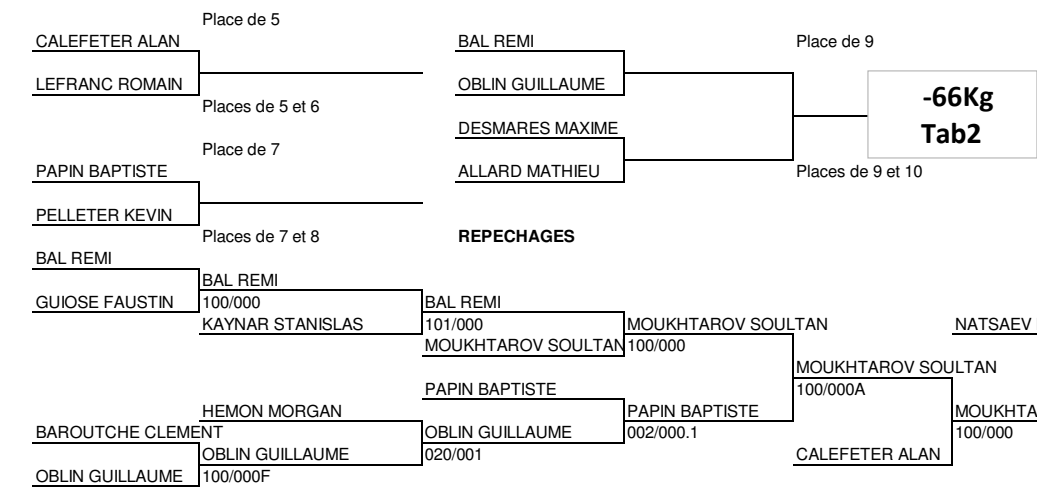 Place de 5
CALEFETER ALAN
BAL REMI
Place de 9
LEFRANC ROMAIN
OBLIN GUILLAUME
-66Kg
Tab2
Places de 5 et 6
DESMARES MAXIME
Place de 7
PAPIN BAPTISTE
ALLARD MATHIEU
Places de 9 et 10
PELLETER KEVIN
Places de 7 et 8
REPECHAGES
BAL REMI
BAL REMI
GUIOSE FAUSTIN
100/000
BAL REMI
KAYNAR STANISLAS
101/000
MOUKHTAROV SOULTAN
NATSAEV
MOUKHTAROV SOULTAN
100/000
MOUKHTAROV SOULTAN
PAPIN BAPTISTE
100/000A
HEMON MORGAN
PAPIN BAPTISTE
MOUKHTA
BAROUTCHE CLEMENT
OBLIN GUILLAUME
002/000.1
100/000
OBLIN GUILLAUME
020/001
CALEFETER ALAN
OBLIN GUILLAUME
100/000F